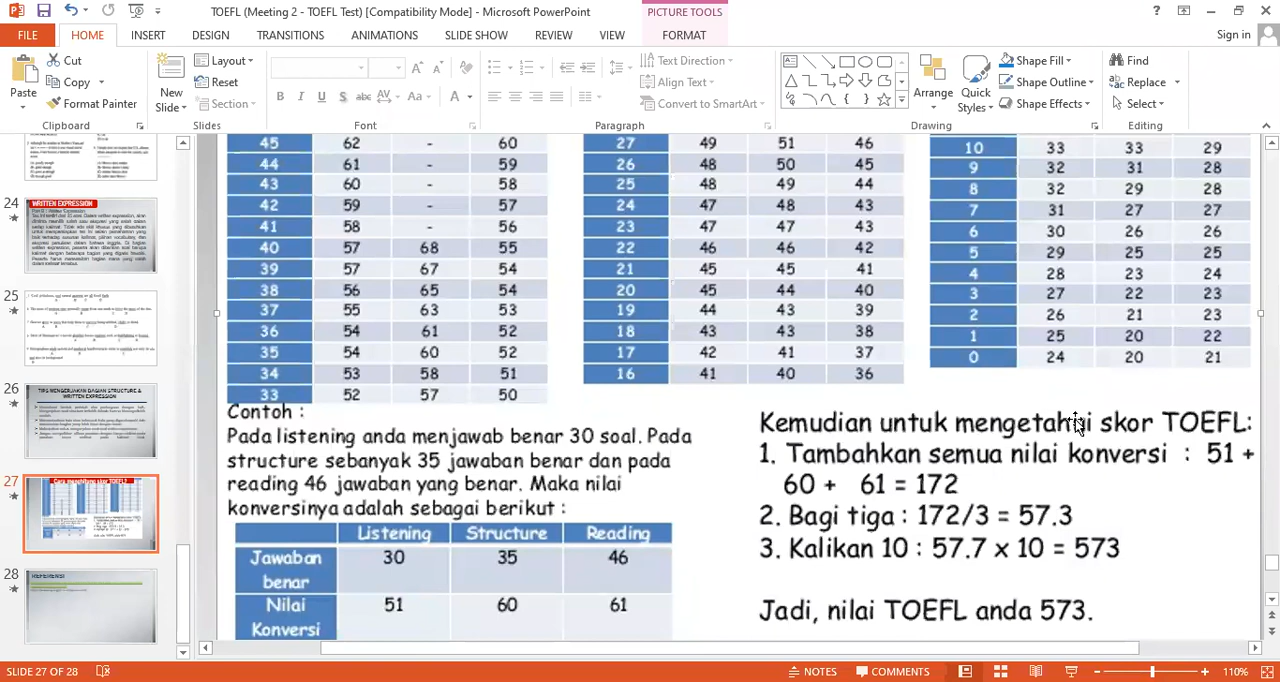 TOEFL (Meeting 2 - TOEFL Test) [Compatibility Mode] - Microsoft PowerPoint
PICTURE TOOLS
FILE HOME INSERT DESIGN TRANSITIONS ANIMATIONS SLIDE SHOW REVIEW VIEW FORMAT
Sign in
Paste
Cut
Copy
Format Painter
Clipboard
New
Slide
Layout
Reset
Section
Slides
Font
Text Direction
Align Text
Convert to SmartArt
Paragraph
Arrange
Quick
Styles
Shape Fill
Shape Outline
Shape Effects
Drawing
Find
Replace
Select
Editing
24
WRITTEN EXPRESSION
25
26
TIPS MENGERJAKAN BAGIAN STRUCTURE &
WRITTEN EXPRESSION
27
Cara menghitung skor TOEFL?
28
REFERENSI
45 62 - 60
44 61 - 59
43 60 - 58
42 59 - 57
41 58 - 56
40 57 68 55
39 57 67 54
38 56 65 54
37 55 63 53
36 54 61 52
35 54 60 52
34 53 58 51
33 52 57 50
27 49 51 46
26 48 50 45
25 48 49 44
24 47 48 43
23 47 47 43
22 46 46 42
21 45 45 41
20 45 44 40
19 44 43 39
18 43 43 38
17 42 41 37
16 41 40 36
10 33 33 29
9 32 31 28
8 32 29 28
7 31 27 27
6 30 26 26
5 29 25 25
4 28 23 24
3 27 22 23
2 26 21 23
1 25 20 22
0 24 20 21
Contoh :
Pada listening anda menjawab benar 30 soal. Pada
structure sebanyak 35 jawaban benar dan pada
reading 46 jawaban yang benar. Maka nilai
konversinya adalah sebagai berikut :
Listening Structure Reading
Jawaban
benar
30 35 46
Nilai
Konversi
51 60 61
Kemudian untuk mengetahui skor TOEFL:
1. Tambahkan semua nilai konversi : 51 +
60 + 61 = 172
2. Bagi tiga : 172/3 = 57.3
3. Kalikan 10 : 57.7 x 10 = 573
Jadi, nilai TOEFL anda 573.
SLIDE 27 OF 28
NOTES
COMMENTS
110%